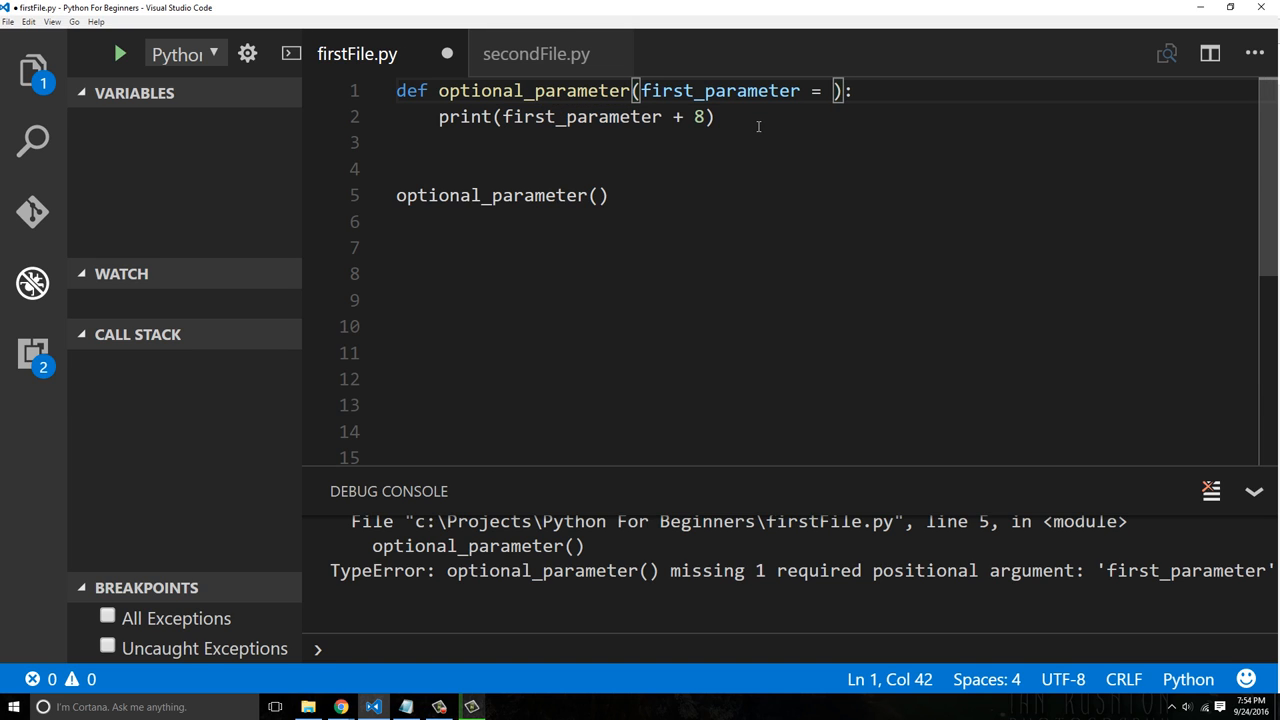 ● firstFile.py - Python For Beginners - Visual Studio Code
File Edit View Go Help
Python firstFile.py secondFile.py
1
VARIABLES
WATCH
CALL STACK
2
BREAKPOINTS
All Exceptions
Uncaught Exceptions
1 def optional_parameter(first_parameter = ):
2 print(first_parameter + 8)
3
4
5 optional_parameter()
6
7
8
9
10
11
12
13
14
15
DEBUG CONSOLE
File "c:\Projects\Python For Beginners\firstFile.py", line 5, in <module>
optional_parameter()
TypeError: optional_parameter() missing 1 required positional argument: 'first_parameter'
0 0 Ln 1, Col 42 Spaces: 4 UTF-8 CRLF Python
I'm Cortana. Ask me anything.
7:54 PM
9/24/2016